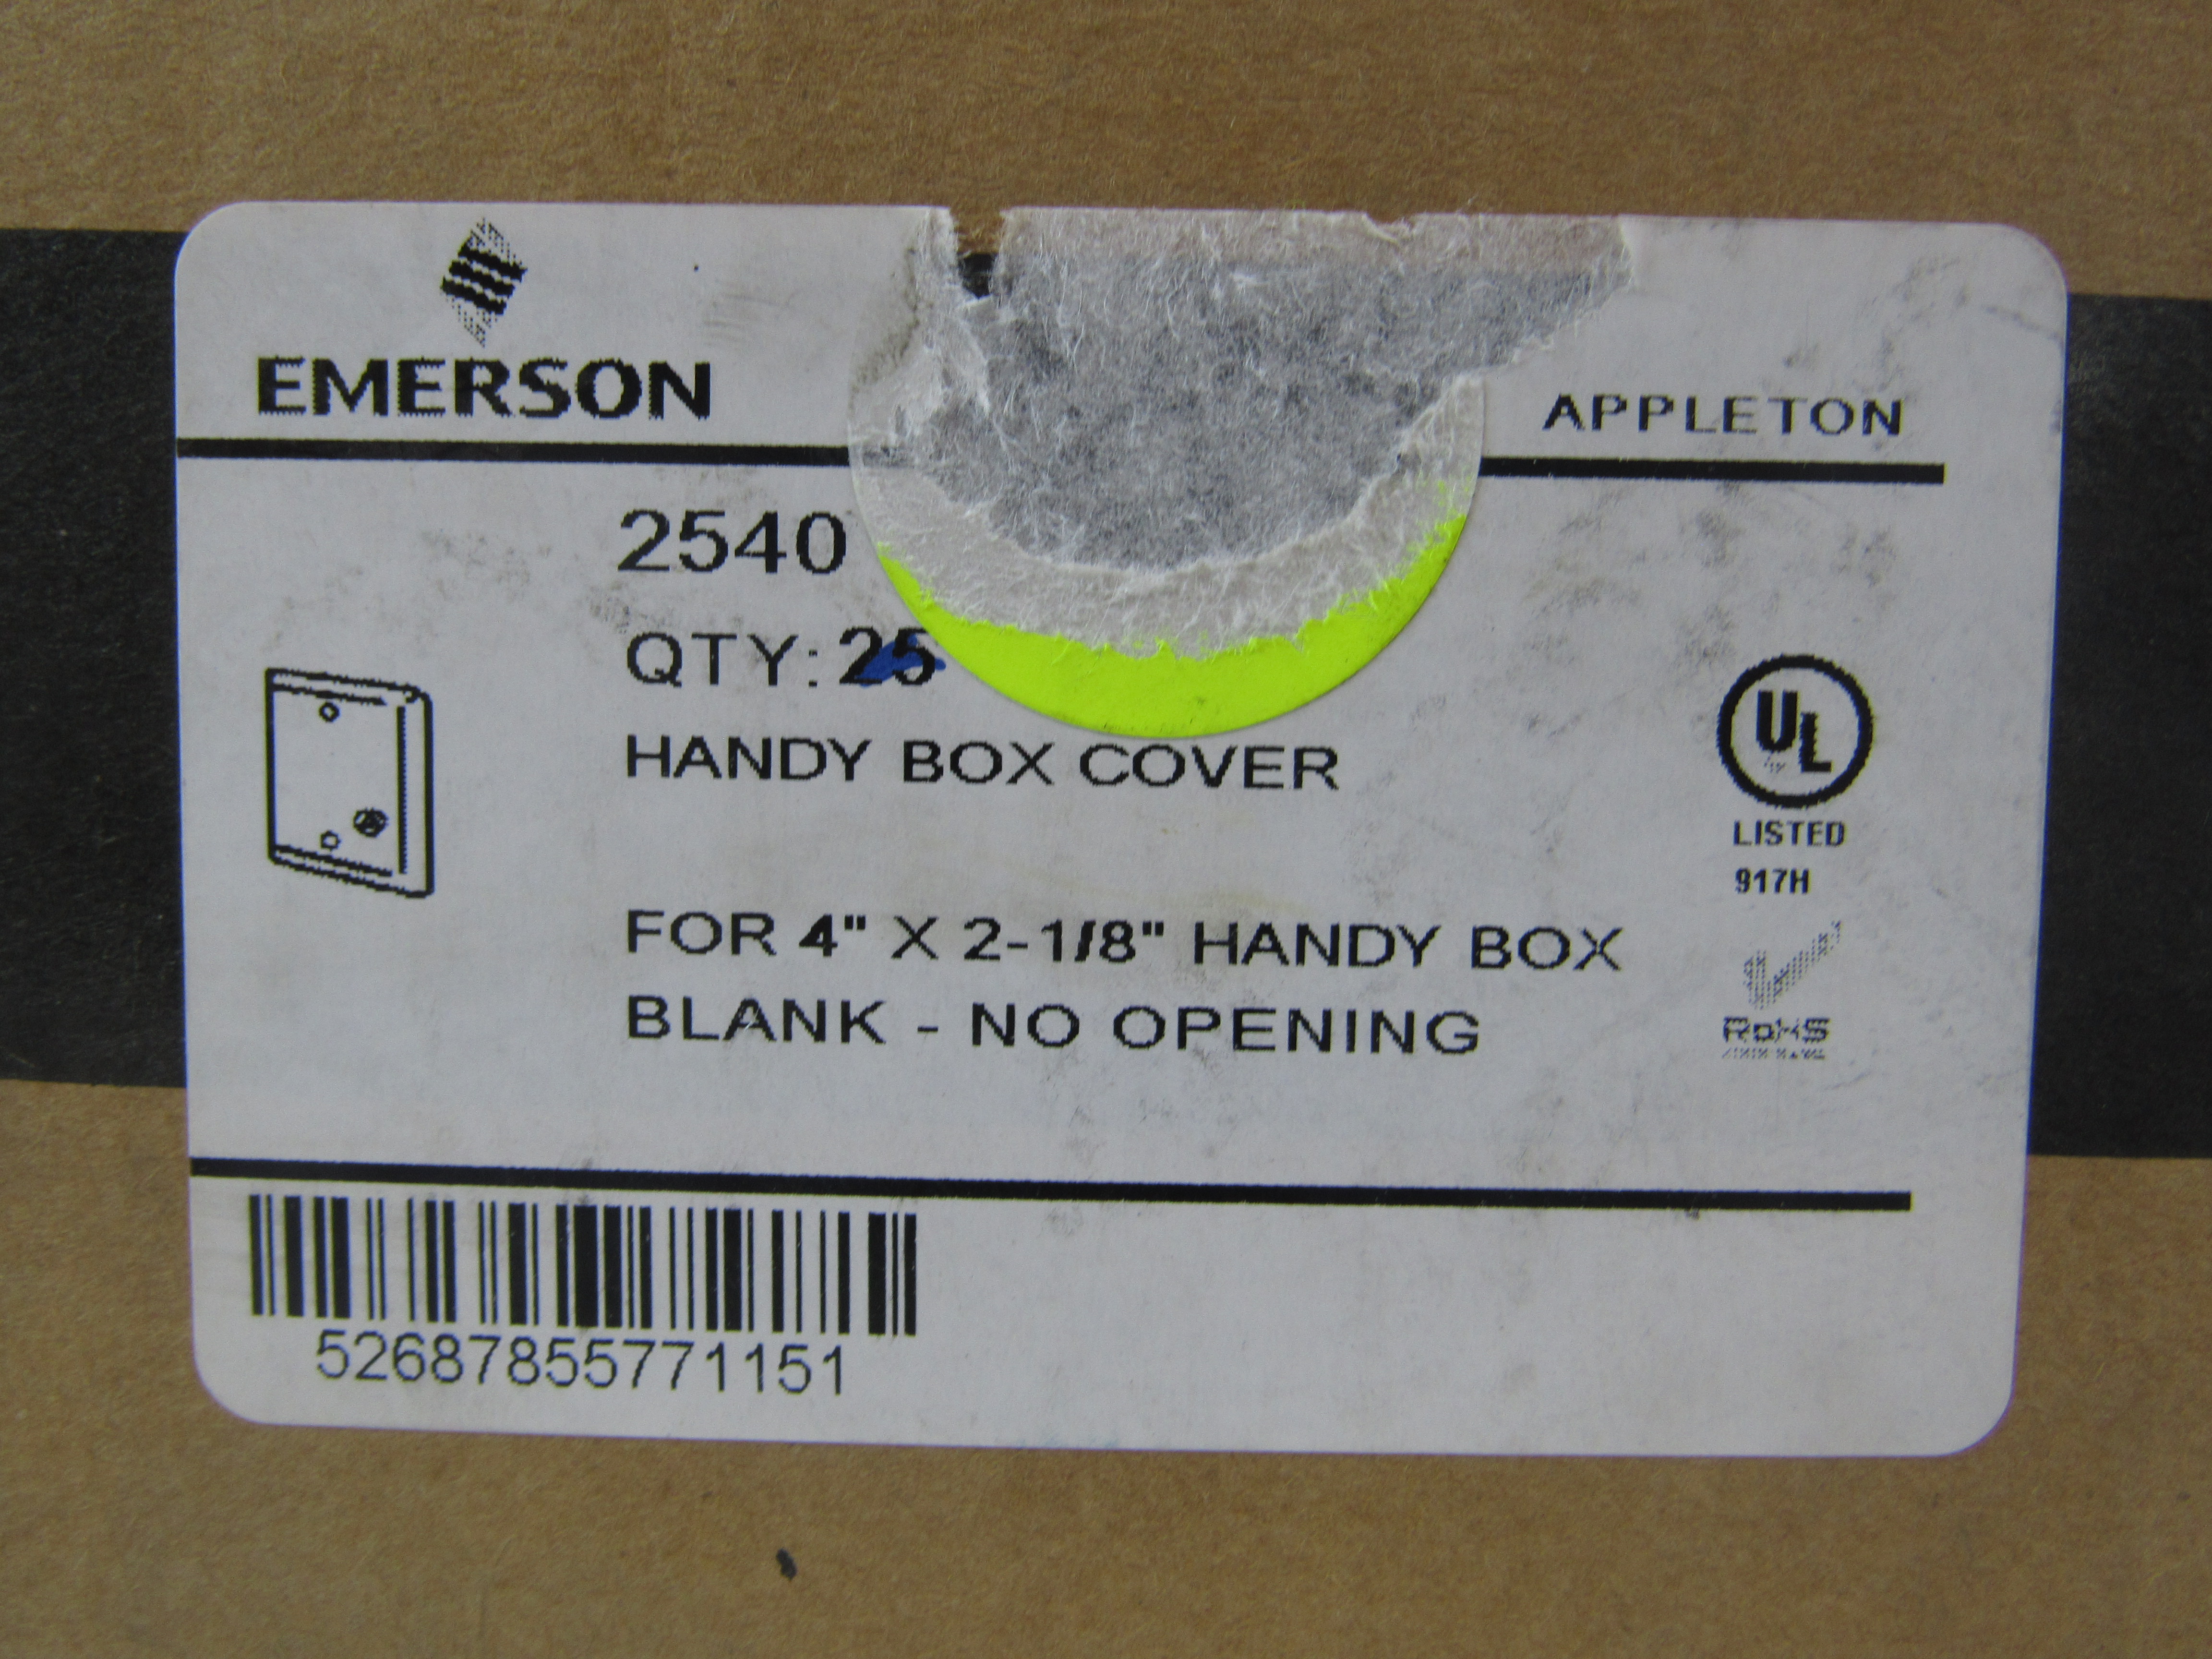 EMERSON
APPLETON
2540
QTY: 25
HANDY BOX COVER
UL
LISTED
917H
FOR 4" X 2-1/8" HANDY BOX
BLANK - NO OPENING
RoHS
52687855771151